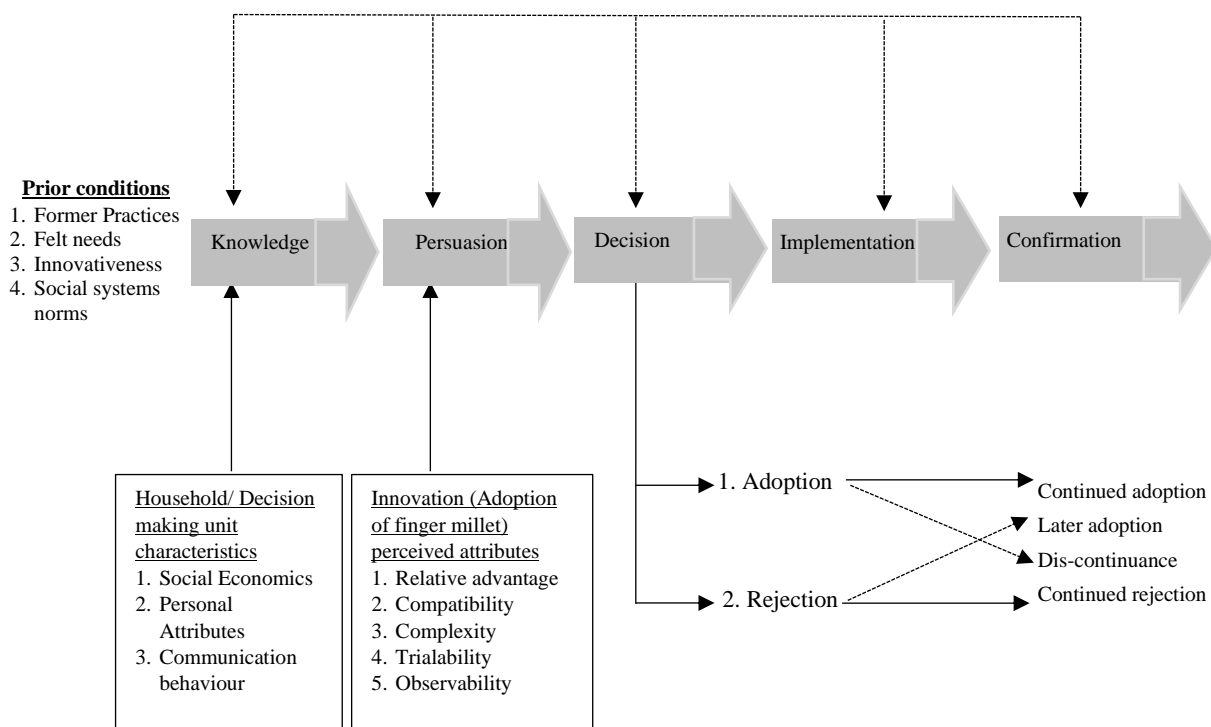 Prior conditions
1. Former Practices
2. Felt needs
3. Innovativeness
4. Social systems
norms
Knowledge
Persuasion
Decision
Implementation
Confirmation
Household/ Decision
making unit
characteristics
1. Social Economics
2. Personal
Attributes
3. Communication
behaviour
Innovation (Adoption
of finger millet)
perceived attributes
1. Relative advantage
2. Compatibility
3. Complexity
4. Trialability
5. Observability
1. Adoption
2. Rejection
Continued adoption
Later adoption
Dis-continuance
Continued rejection